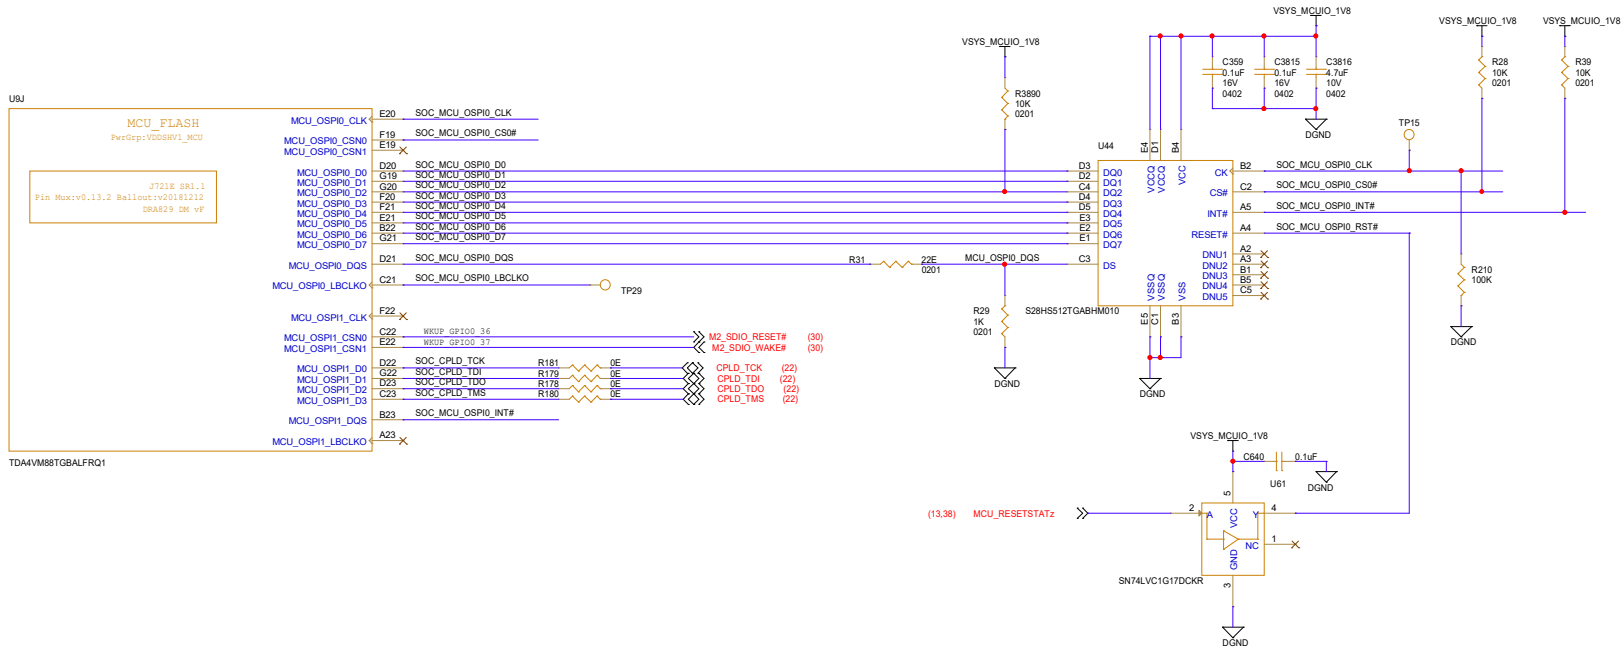 VSYS_MCUIO_1V8
VSYS_MCUIO_1V8
VSYS_MCUIO_1V8
VSYS_MCUIO_1V8
C359
0.1uF
16V
0402
C3815
0.1uF
16V
0402
C3816
4.7uF
10V
0402
R28
10K
0201
R39
10K
0201
R3890
10K
0201
DGND
TP15
U9J
MCU_FLASH
PwrGrp:VDDSHV1_MCU
J721E SR1.1
Pin Mux:v0.13.2 Ballout:v20181212
DRA829 DM vF
MCU_OSPI0_CLK E20 SOC_MCU_OSPI0_CLK
MCU_OSPI0_CSN0 F19 SOC_MCU_OSPI0_CS0#
MCU_OSPI0_CSN1 E19
MCU_OSPI0_D0 D20 SOC_MCU_OSPI0_D0
MCU_OSPI0_D1 G19 SOC_MCU_OSPI0_D1
MCU_OSPI0_D2 G20 SOC_MCU_OSPI0_D2
MCU_OSPI0_D3 F20 SOC_MCU_OSPI0_D3
MCU_OSPI0_D4 F21 SOC_MCU_OSPI0_D4
MCU_OSPI0_D5 E21 SOC_MCU_OSPI0_D5
MCU_OSPI0_D6 B22 SOC_MCU_OSPI0_D6
MCU_OSPI0_D7 G21 SOC_MCU_OSPI0_D7
MCU_OSPI0_DQS D21 SOC_MCU_OSPI0_DQS R31 22E MCU_OSPI0_DQS
0201
MCU_OSPI0_LBCLKO C21 SOC_MCU_OSPI0_LBCLKO TP29
MCU_OSPI1_CLK F22
MCU_OSPI1_CSN0 C22 WKUP_GPIO0_36 M2_SDIO_RESET# (30)
MCU_OSPI1_CSN1 E22 WKUP_GPIO0_37 M2_SDIO_WAKE# (30)
MCU_OSPI1_D0 D22 SOC_CPLD_TCK R181 0E CPLD_TCK (22)
MCU_OSPI1_D1 G22 SOC_CPLD_TDI R179 0E CPLD_TDI (22)
MCU_OSPI1_D2 D23 SOC_CPLD_TDO R178 0E CPLD_TDO (22)
MCU_OSPI1_D3 C23 SOC_CPLD_TMS R180 0E CPLD_TMS (22)
MCU_OSPI1_DQS B23 SOC_MCU_OSPI0_INT#
MCU_OSPI1_LBCLKO A23
TDA4VM88TGBALFRQ1
U44
E4 D1 B4
VCCQ VCCQ VCC
D3 DQ0
D2 DQ1
C4 DQ2
D4 DQ3
D5 DQ4
E3 DQ5
E2 DQ6
E1 DQ7
C3 DS
CK B2 SOC_MCU_OSPI0_CLK
CS# C2 SOC_MCU_OSPI0_CS0#
INT# A5 SOC_MCU_OSPI0_INT#
RESET# A4 SOC_MCU_OSPI0_RST#
DNU1 A2
DNU2 A3
DNU3 B1
DNU4 B5
DNU5 C5
VSSQ VSSQ VSS
E5 C1 B3
S28HS512TGABHM010
R29
1K
0201
DGND
DGND
R210
100K
DGND
VSYS_MCUIO_1V8
C640 0.1uF
DGND
U61
(13,38) MCU_RESETSTATz
2 A
5 VCC
Y 4
NC 1
GND 3
SN74LVC1G17DCKR
DGND